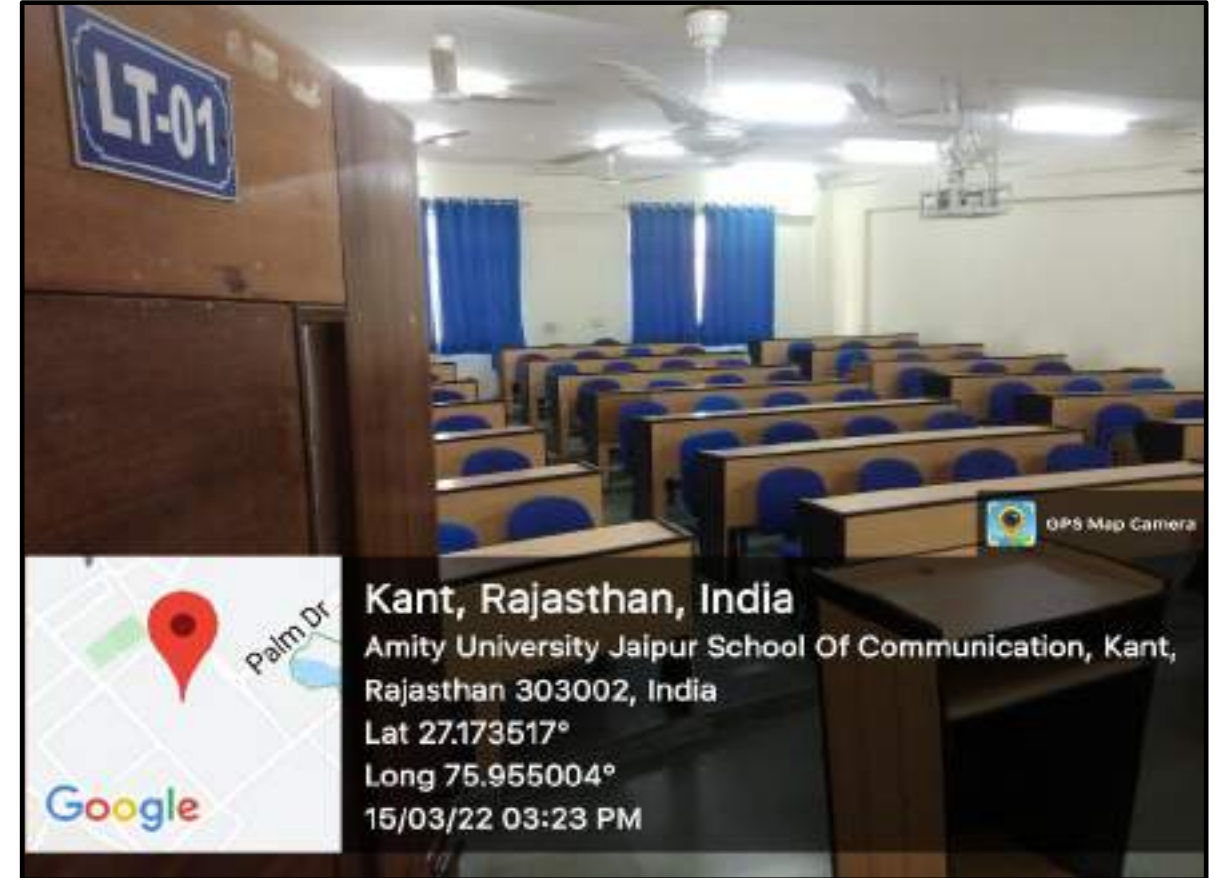 LT-01
GPS Map Camera
Palm Dr
Google
Kant, Rajasthan, India
Amity University Jaipur School Of Communication, Kant,
Rajasthan 303002, India
Lat 27.173517°
Long 75.955004°
15/03/22 03:23 PM